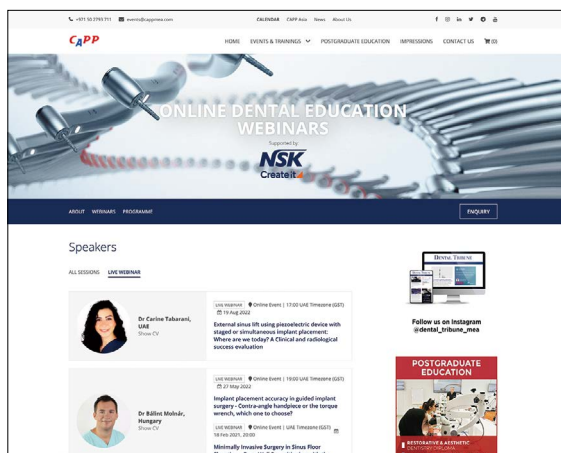 +971 50 2793 711 events@cappmea.com CALENDAR CAPP Asia News About Us
CAPP
HOME EVENTS & TRAININGS POSTGRADUATE EDUCATION IMPRESSIONS CONTACT US (0)
ONLINE DENTAL EDUCATION
WEBINARS
Supported by
NSK
Create it
ABOUT WEBINARS PROGRAMME ENQUIRY
Speakers
ALL SESSIONS LIVE WEBINAR
Dr Carine Tabarani,
UAE
Show CV
LIVE WEBINAR Online Event | 17:00 UAE Timezone (GST)
19 Aug 2022
External sinus lift using piezoelectric device with
staged or simultaneous implant placement:
Where are we today? A Clinical and radiological
success evaluation
Dr Bálint Molnár,
Hungary
Show CV
LIVE WEBINAR Online Event | 19:00 UAE Timezone (GST)
27 May 2022
Implant placement accuracy in guided implant
surgery - Contra-angle handpiece or the torque
wrench, which one to choose?
LIVE WEBINAR Online Event | UAE Timezone (GST)
18 Feb 2021, 20:00
Minimally Invasive Surgery in Sinus Floor
DENTAL TRIBUNE
Follow us on Instagram
@dental_tribune_mea
POSTGRADUATE
EDUCATION
RESTORATIVE & AESTHETIC
DENTISTRY DIPLOMA